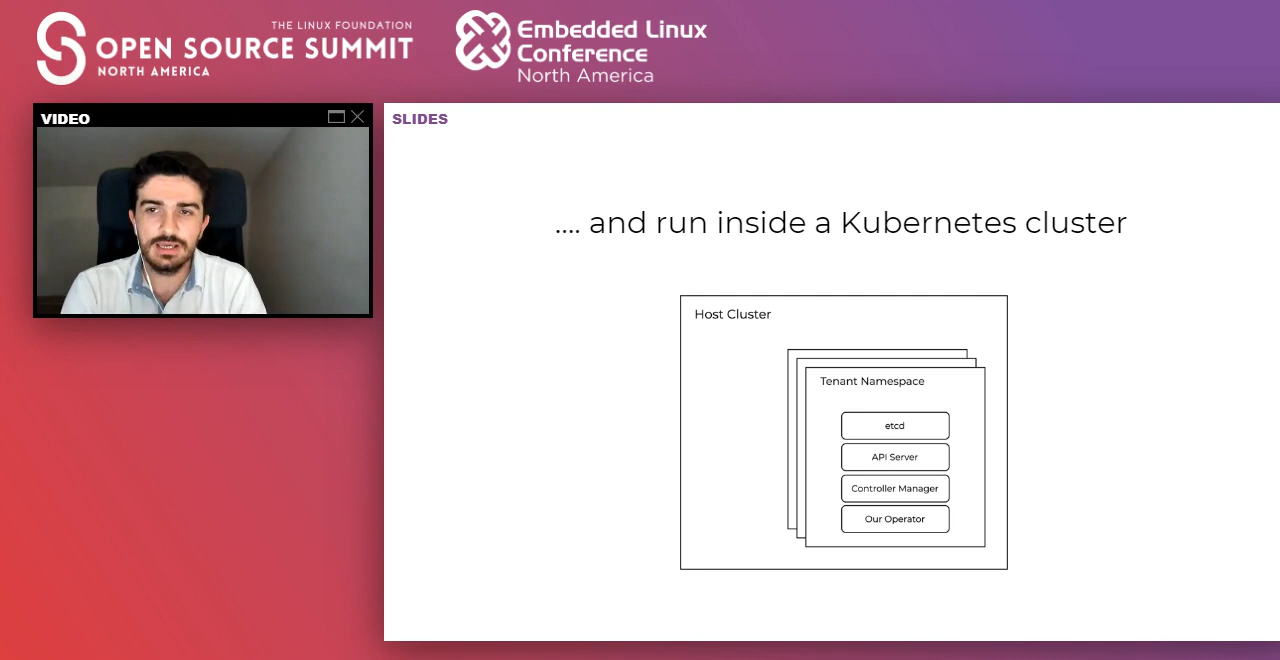 THE LINUX FOUNDATION
OPEN SOURCE SUMMIT
NORTH AMERICA
Embedded Linux
Conference
North America
VIDEO
SLIDES
.... and run inside a Kubernetes cluster
Host Cluster
Tenant Namespace
etcd
API Server
Controller Manager
Our Operator